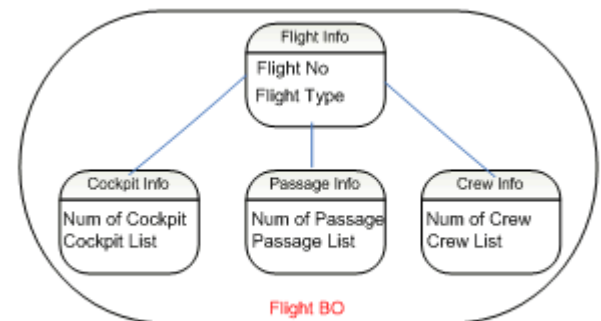 Flight Info
Flight No
Flight Type
Cockpit Info
Num of Cockpit
Cockpit List
Passage Info
Num of Passage
Passage List
Crew Info
Num of Crew
Crew List
Flight BO